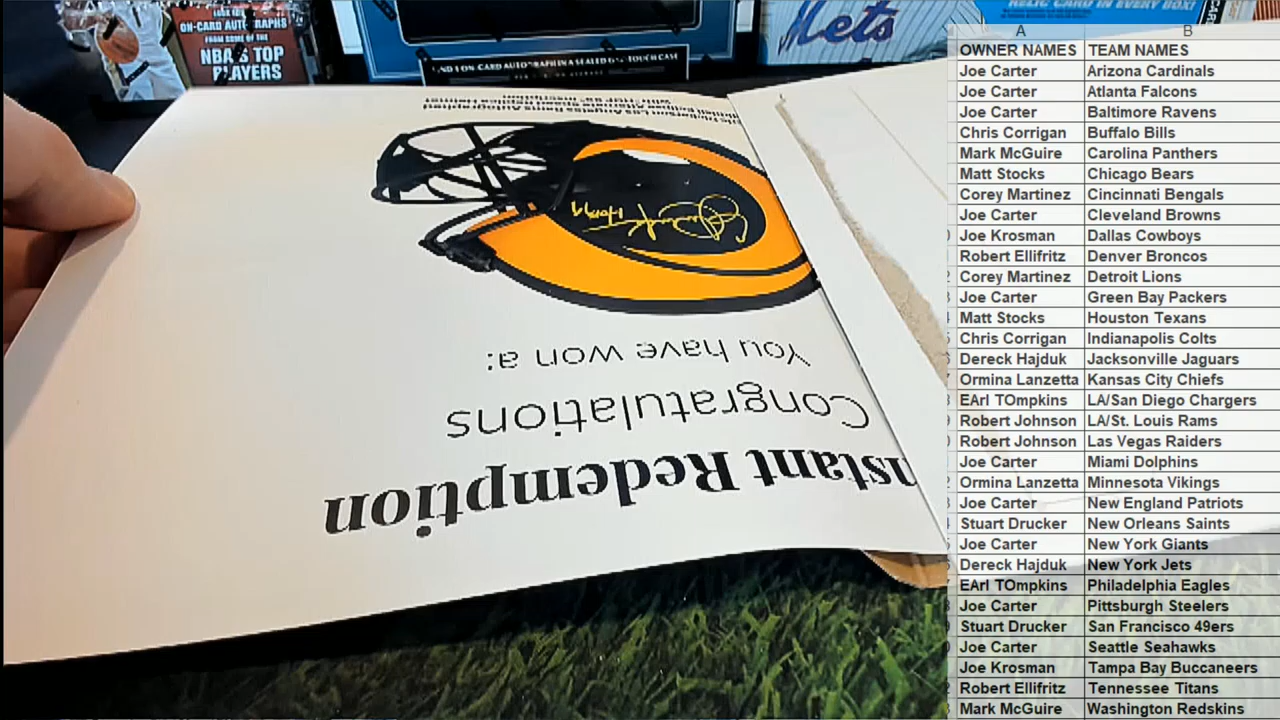 ON-CARD AUTOGRAPHS
FROM SOME OF THE
NBA'S TOP
PLAYERS
AND 1 ON-CARD AUTOGRAPH IN A SEALED ONE-TOUCH CASE
Mets
RELIC CARD IN EVERY BOX!
Instant Redemption
Congratulations
You have won a:
A B
OWNER NAMES TEAM NAMES
Joe Carter Arizona Cardinals
Joe Carter Atlanta Falcons
Joe Carter Baltimore Ravens
Chris Corrigan Buffalo Bills
Mark McGuire Carolina Panthers
Matt Stocks Chicago Bears
Corey Martinez Cincinnati Bengals
Joe Carter Cleveland Browns
Joe Krosman Dallas Cowboys
Robert Ellifritz Denver Broncos
Corey Martinez Detroit Lions
Joe Carter Green Bay Packers
Matt Stocks Houston Texans
Chris Corrigan Indianapolis Colts
Dereck Hajduk Jacksonville Jaguars
Ormina Lanzetta Kansas City Chiefs
EArl TOmpkins LA/San Diego Chargers
Robert Johnson LA/St. Louis Rams
Robert Johnson Las Vegas Raiders
Joe Carter Miami Dolphins
Ormina Lanzetta Minnesota Vikings
Joe Carter New England Patriots
Stuart Drucker New Orleans Saints
Joe Carter New York Giants
Dereck Hajduk New York Jets
EArl TOmpkins Philadelphia Eagles
Joe Carter Pittsburgh Steelers
Stuart Drucker San Francisco 49ers
Joe Carter Seattle Seahawks
Joe Krosman Tampa Bay Buccaneers
Robert Ellifritz Tennessee Titans
Mark McGuire Washington Redskins